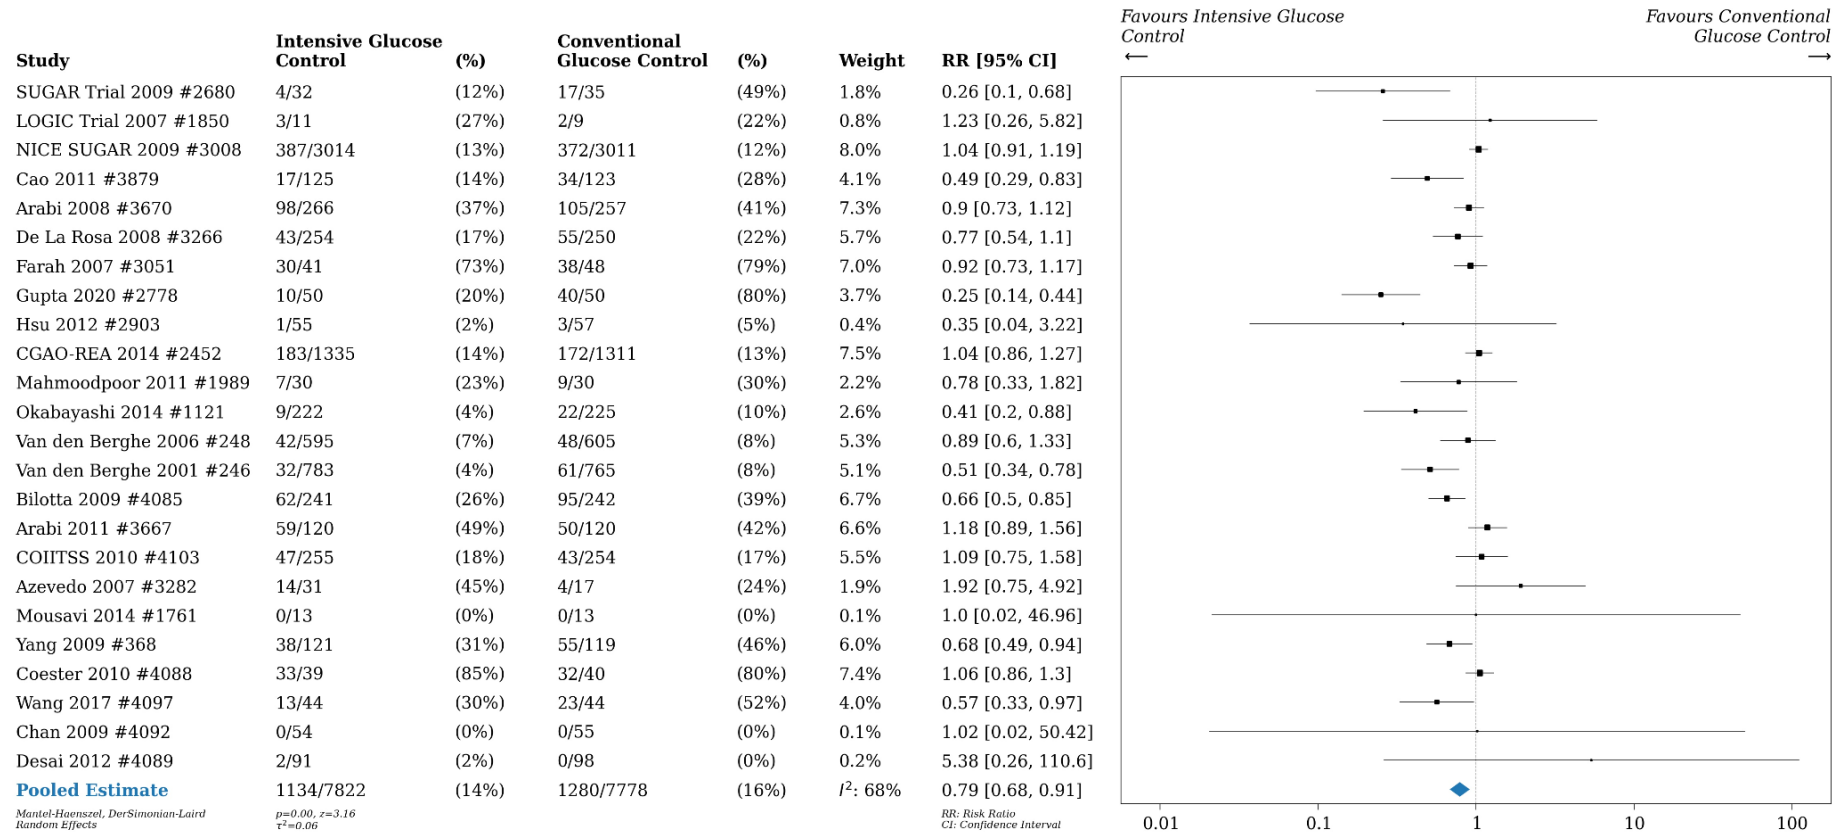 Favours Intensive Glucose Control
Favours Conventional Glucose Control
← →
Study Intensive Glucose Control (%) Conventional Glucose Control (%) Weight RR [95% CI]
SUGAR Trial 2009 #2680 4/32 (12%) 17/35 (49%) 1.8% 0.26 [0.1, 0.68]
LOGIC Trial 2007 #1850 3/11 (27%) 2/9 (22%) 0.8% 1.23 [0.26, 5.82]
NICE SUGAR 2009 #3008 387/3014 (13%) 372/3011 (12%) 8.0% 1.04 [0.91, 1.19]
Cao 2011 #3879 17/125 (14%) 34/123 (28%) 4.1% 0.49 [0.29, 0.83]
Arabi 2008 #3670 98/266 (37%) 105/257 (41%) 7.3% 0.9 [0.73, 1.12]
De La Rosa 2008 #3266 43/254 (17%) 55/250 (22%) 5.7% 0.77 [0.54, 1.1]
Farah 2007 #3051 30/41 (73%) 38/48 (79%) 7.0% 0.92 [0.73, 1.17]
Gupta 2020 #2778 10/50 (20%) 40/50 (80%) 3.7% 0.25 [0.14, 0.44]
Hsu 2012 #2903 1/55 (2%) 3/57 (5%) 0.4% 0.35 [0.04, 3.22]
CGAO-REA 2014 #2452 183/1335 (14%) 172/1311 (13%) 7.5% 1.04 [0.86, 1.27]
Mahmoodpoor 2011 #1989 7/30 (23%) 9/30 (30%) 2.2% 0.78 [0.33, 1.82]
Okabayashi 2014 #1121 9/222 (4%) 22/225 (10%) 2.6% 0.41 [0.2, 0.88]
Van den Berghe 2006 #248 42/595 (7%) 48/605 (8%) 5.3% 0.89 [0.6, 1.33]
Van den Berghe 2001 #246 32/783 (4%) 61/765 (8%) 5.1% 0.51 [0.34, 0.78]
Bilotta 2009 #4085 62/241 (26%) 95/242 (39%) 6.7% 0.66 [0.5, 0.85]
Arabi 2011 #3667 59/120 (49%) 50/120 (42%) 6.6% 1.18 [0.89, 1.56]
COIITSS 2010 #4103 47/255 (18%) 43/254 (17%) 5.5% 1.09 [0.75, 1.58]
Azevedo 2007 #3282 14/31 (45%) 4/17 (24%) 1.9% 1.92 [0.75, 4.92]
Mousavi 2014 #1761 0/13 (0%) 0/13 (0%) 0.1% 1.0 [0.02, 46.96]
Yang 2009 #368 38/121 (31%) 55/119 (46%) 6.0% 0.68 [0.49, 0.94]
Coester 2010 #4088 33/39 (85%) 32/40 (80%) 7.4% 1.06 [0.86, 1.3]
Wang 2017 #4097 13/44 (30%) 23/44 (52%) 4.0% 0.57 [0.33, 0.97]
Chan 2009 #4092 0/54 (0%) 0/55 (0%) 0.1% 1.02 [0.02, 50.42]
Desai 2012 #4089 2/91 (2%) 0/98 (0%) 0.2% 5.38 [0.26, 110.6]
Pooled Estimate 1134/7822 (14%) 1280/7778 (16%) I²: 68% 0.79 [0.68, 0.91]
Mantel-Haenszel, DerSimonian-Laird p=0.00, z=3.16 RR: Risk Ratio
Random Effects τ²=0.06 CI: Confidence Interval
0.01 0.1 1 10 100